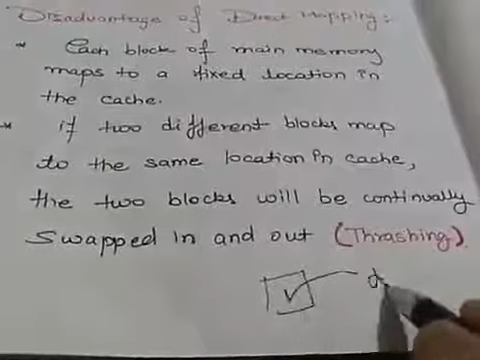 Disadvantage of Direct Mapping:
* Each block of main memory
maps to a fixed location in
the cache.
* if two different blocks map
to the same location in cache,
the two blocks will be continually
swapped in and out (Thrashing).
d